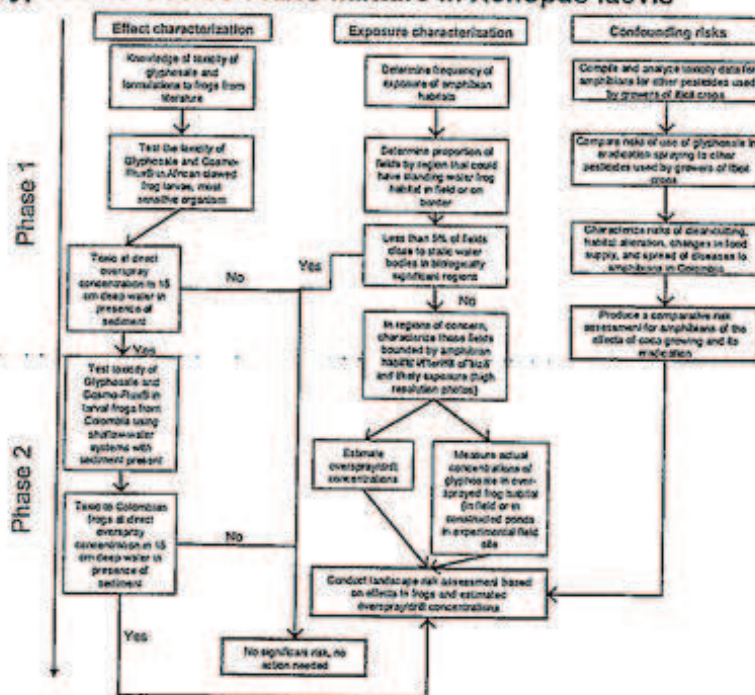 mixture in Xenopus laevis
Effect characterization
Knowledge of toxicity of
glyphosate and
formulations to frogs from
literature
Test the toxicity of
Glyphosate and Cosmo-
Flux® in African clawed
frog larvae, most
sensitive organism
Toxic at direct
overspray
concentration in 15
cm deep water in
presence of
sediment
Test toxicity of
Glyphosate and
Cosmo-Flux® in
larval frogs from
Colombia using
shallow-water
systems with
sediment present
Toxic to Colombian
frogs at direct
overspray
concentration in 15
cm deep water in
presence of
sediment
Exposure characterization
Determine frequency of
exposure of amphibian
habitats
Determine proportion of
fields by region that could
have standing water frog
habitat in field or on
border
Less than 5% of fields
close to static water
bodies in biologically
significant regions
In regions of concern,
characterize those fields
bounded by amphibian
habitat in terms of
and likely exposure (high
resolution photos)
Estimate
overspray/drift
concentrations
Measure actual
concentrations of
glyphosate in over-
sprayed frog habitat
(in field or in
constructed ponds
in experimental field
site
Conduct landscape risk assessment based
on effects in frogs and estimated
overspray/drift concentrations
No significant risk, no
action needed
Confounding risks
Compile and analyze toxicity data for
amphibians for other pesticides used
by growers of illicit crops
Compare risks of use of glyphosate in
eradication spraying to other
pesticides used by growers of illicit
crops
Characterize risks of clearcutting,
habitat alteration, changes in food
supply, and spread of diseases to
amphibians in Colombia
Produce a comparative risk
assessment for amphibians of the
effects of coca growing and its
eradication
Phase 1
Phase 2
No
Yes
Yes
No
No
Yes